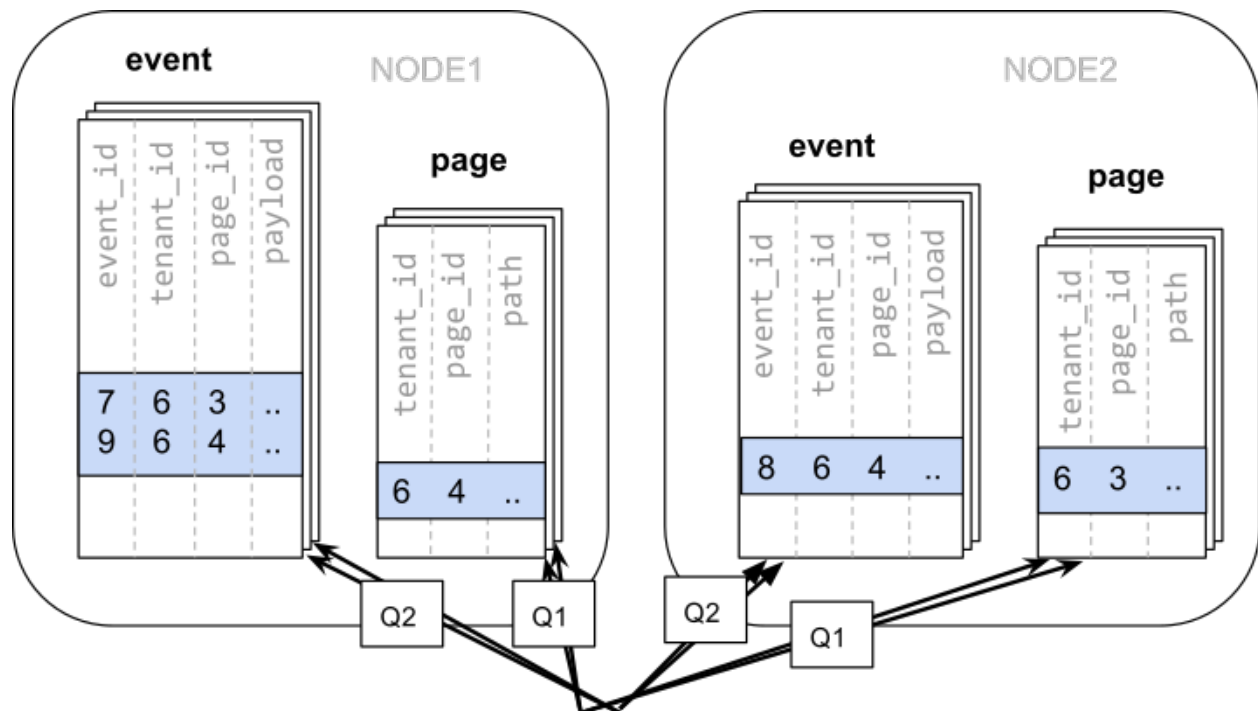 event
NODE1
event_id
tenant_id
page_id
payload
7 6 3 ..
9 6 4 ..
page
tenant_id
page_id
path
6 4 ..
Q2
Q1
NODE2
event
event_id
tenant_id
page_id
payload
8 6 4 ..
page
tenant_id
page_id
path
6 3 ..
Q2
Q1